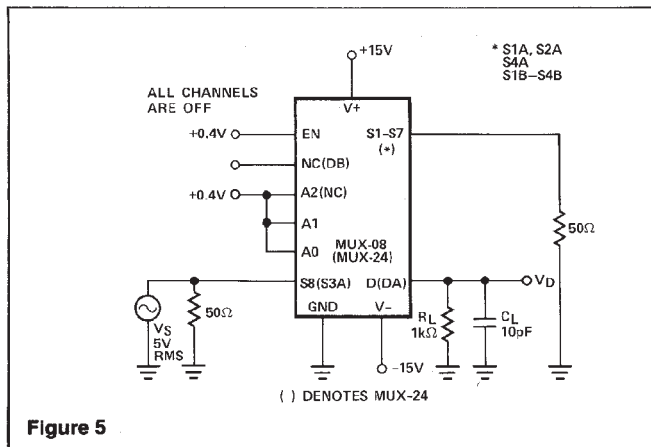 +15V
* S1A, S2A
S4A
S1B–S4B
ALL CHANNELS
ARE OFF
V+
+0.4V
EN
S1–S7
(*)
NC(DB)
+0.4V
A2(NC)
A1
50Ω
A0
MUX-08
(MUX-24)
S8(S3A)
D(DA)
VD
50Ω
GND
V–
RL
1kΩ
CL
10pF
VS
5V
RMS
–15V
( ) DENOTES MUX-24
Figure 5